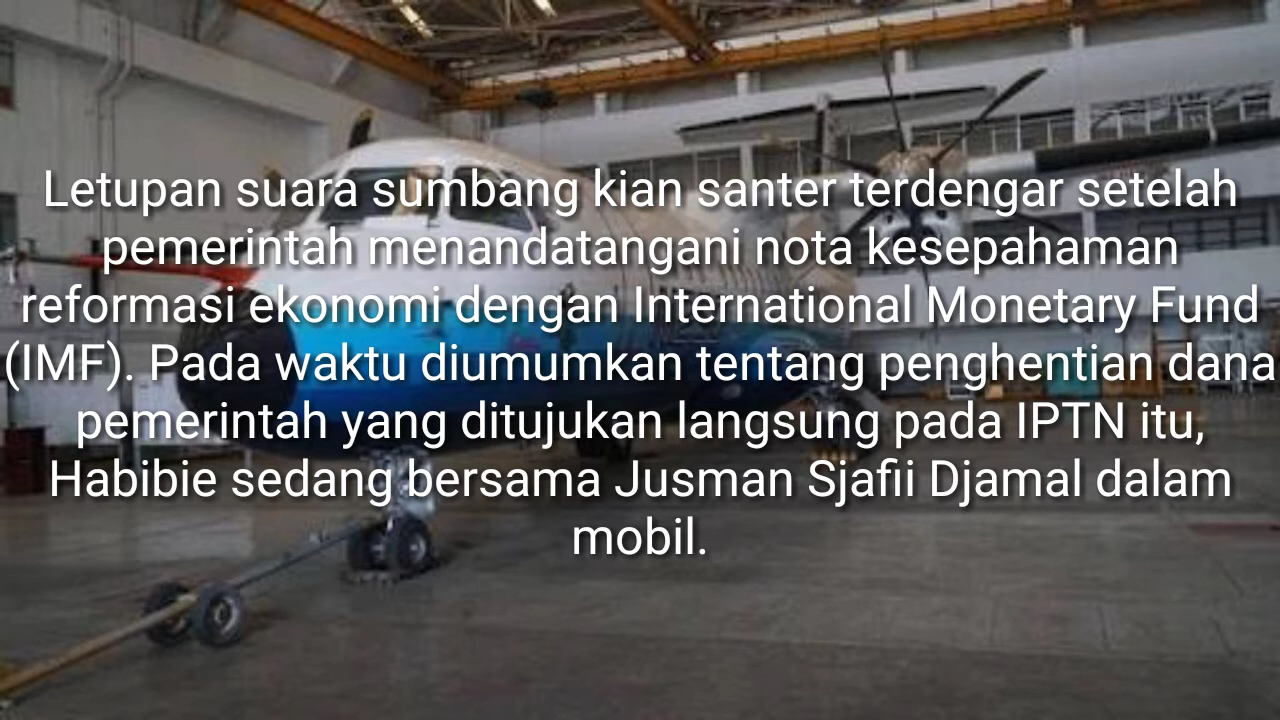 Letupan suara sumbang kian santer terdengar setelah
pemerintah menandatangani nota kesepahaman
reformasi ekonomi dengan International Monetary Fund
(IMF). Pada waktu diumumkan tentang penghentian dana
pemerintah yang ditujukan langsung pada IPTN itu,
Habibie sedang bersama Jusman Sjafii Djamal dalam
mobil.